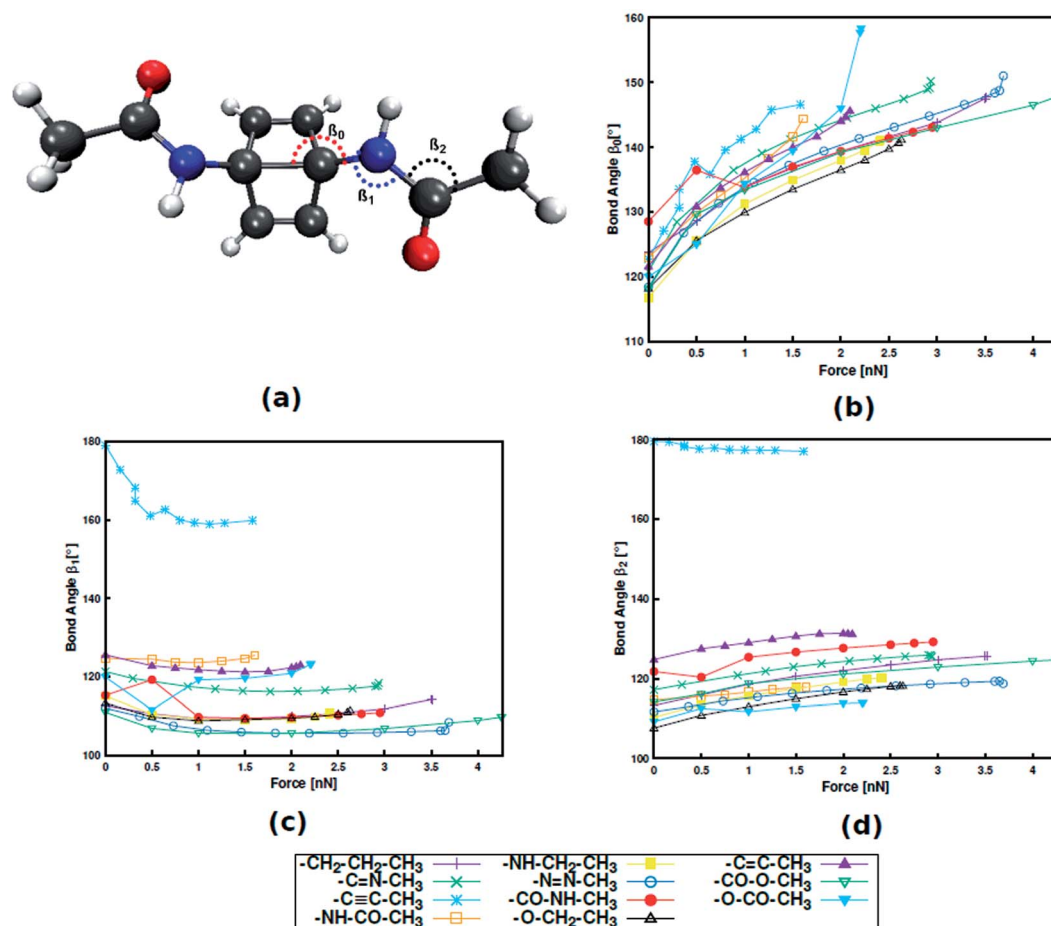 ß0
ß1
ß2
(a)
160
150
140
130
120
110
Bond Angle β0[°]
0 0.5 1 1.5 2 2.5 3 3.5 4
Force [nN]
(b)
180
160
140
120
100
Bond Angle β1[°]
0 0.5 1 1.5 2 2.5 3 3.5 4
Force [nN]
(c)
180
160
140
120
100
Bond Angle β2 [°]
0 0.5 1 1.5 2 2.5 3 3.5 4
Force [nN]
(d)
-CH2-CH2-CH3 -NH-CH2-CH3 -C=C-CH3
-C=N-CH3 -N=N-CH3 -CO-O-CH3
-C≡C-CH3 -CO-NH-CH3 -O-CO-CH3
-NH-CO-CH3 -O-CH2-CH3